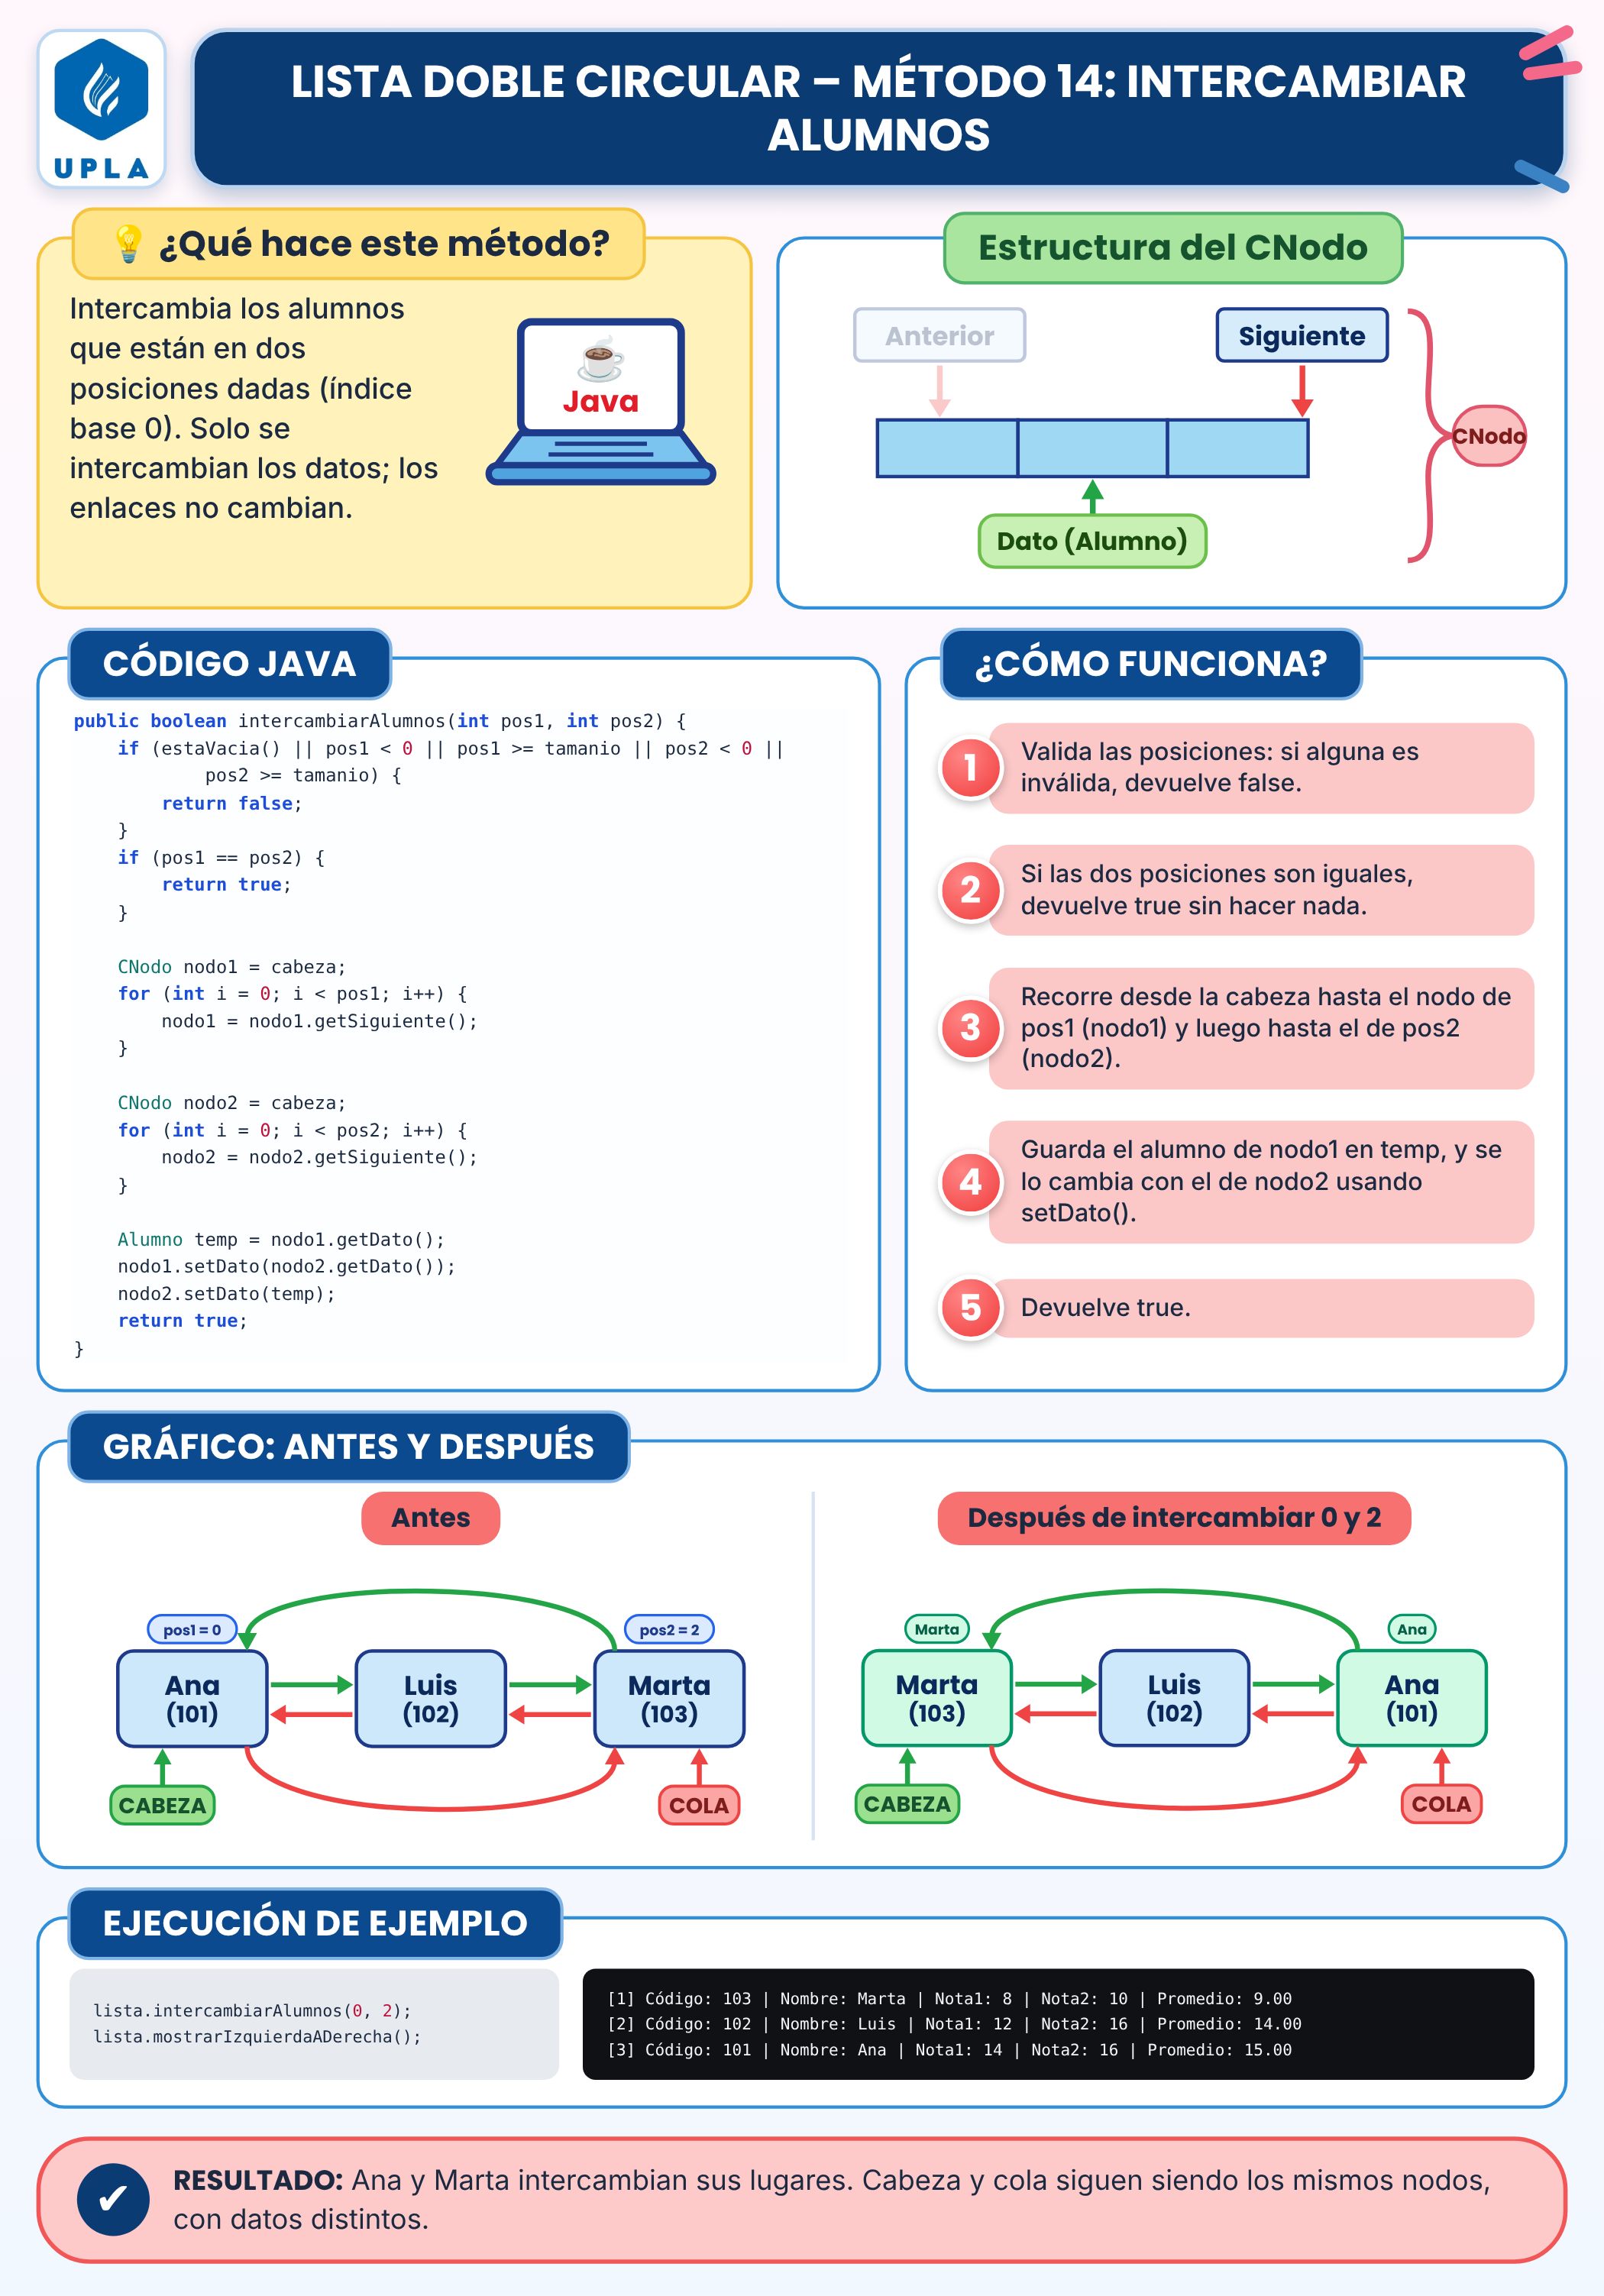 UPLA
LISTA DOBLE CIRCULAR – MÉTODO 14: INTERCAMBIAR
ALUMNOS
💡 ¿Qué hace este método?
Intercambia los alumnos
que están en dos
posiciones dadas (índice
base 0). Solo se
intercambian los datos; los
enlaces no cambian.
Java
Estructura del CNodo
Anterior
Siguiente
CNodo
Dato (Alumno)
CÓDIGO JAVA
public boolean intercambiarAlumnos(int pos1, int pos2) {
    if (estaVacia() || pos1 < 0 || pos1 >= tamanio || pos2 < 0 ||
            pos2 >= tamanio) {
        return false;
    }
    if (pos1 == pos2) {
        return true;
    }
    CNodo nodo1 = cabeza;
    for (int i = 0; i < pos1; i++) {
        nodo1 = nodo1.getSiguiente();
    }
    CNodo nodo2 = cabeza;
    for (int i = 0; i < pos2; i++) {
        nodo2 = nodo2.getSiguiente();
    }
    Alumno temp = nodo1.getDato();
    nodo1.setDato(nodo2.getDato());
    nodo2.setDato(temp);
    return true;
}
¿CÓMO FUNCIONA?
1
Valida las posiciones: si alguna es
inválida, devuelve false.
2
Si las dos posiciones son iguales,
devuelve true sin hacer nada.
3
Recorre desde la cabeza hasta el nodo de
pos1 (nodo1) y luego hasta el de pos2
(nodo2).
4
Guarda el alumno de nodo1 en temp, y se
lo cambia con el de nodo2 usando
setDato().
5
Devuelve true.
GRÁFICO: ANTES Y DESPUÉS
Antes
pos1 = 0
pos2 = 2
Ana
(101)
Luis
(102)
Marta
(103)
CABEZA
COLA
Después de intercambiar 0 y 2
Marta
Ana
Marta
(103)
Luis
(102)
Ana
(101)
CABEZA
COLA
EJECUCIÓN DE EJEMPLO
lista.intercambiarAlumnos(0, 2);
lista.mostrarIzquierdaADerecha();
[1] Código: 103 | Nombre: Marta | Nota1: 8 | Nota2: 10 | Promedio: 9.00
[2] Código: 102 | Nombre: Luis | Nota1: 12 | Nota2: 16 | Promedio: 14.00
[3] Código: 101 | Nombre: Ana | Nota1: 14 | Nota2: 16 | Promedio: 15.00
✔ RESULTADO: Ana y Marta intercambian sus lugares. Cabeza y cola siguen siendo los mismos nodos,
con datos distintos.